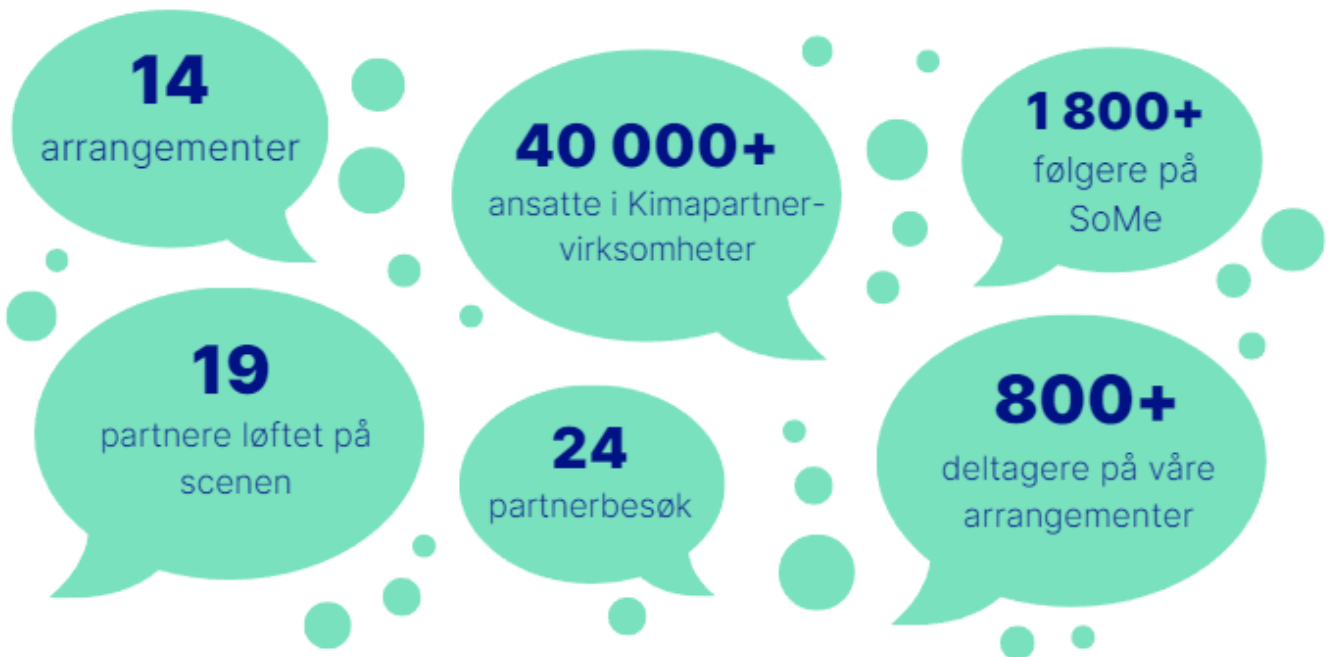 14
arrangementer
40 000+
ansatte i Kimapartner-
virksomheter
1 800+
følgere på
SoMe
19
partnere løftet på
scenen
24
partnerbesøk
800+
deltagere på våre
arrangementer